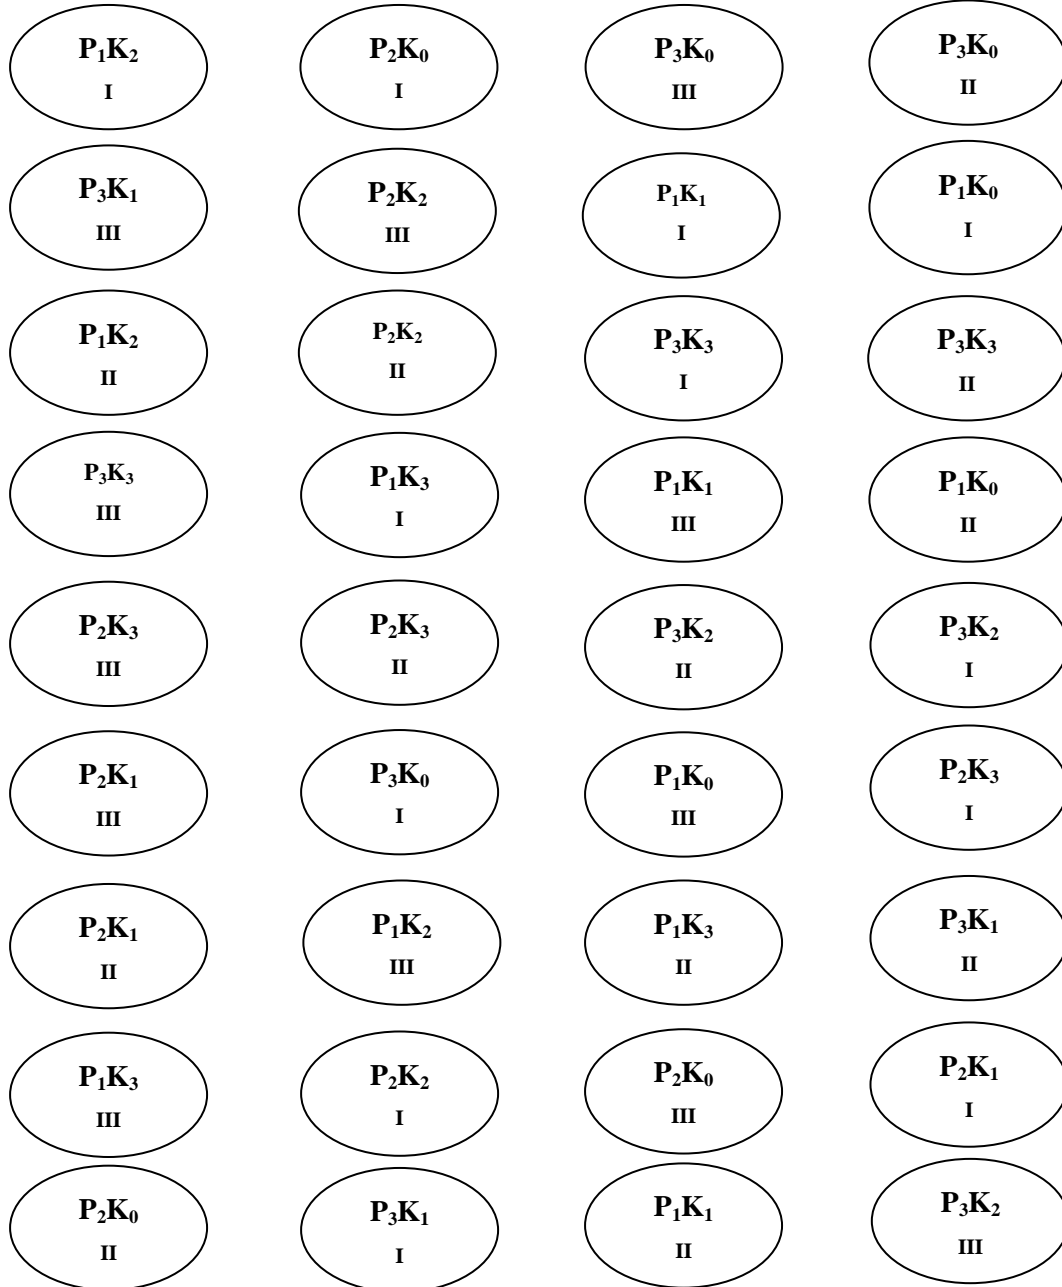 P₁K₂ P₂K₀ P₃K₀ P₃K₀
I I III II
P₃K₁ P₂K₂ P₁K₁ P₁K₀
III III I I
P₁K₂ P₂K₂ P₃K₃ P₃K₃
II II I II
P₃K₃ P₁K₃ P₁K₁ P₁K₀
III I III II
P₂K₃ P₂K₃ P₃K₂ P₃K₂
III II II I
P₂K₁ P₃K₀ P₁K₀ P₂K₃
III I III I
P₂K₁ P₁K₂ P₁K₃ P₃K₁
II III II II
P₁K₃ P₂K₂ P₂K₀ P₂K₁
III I III I
P₂K₀ P₃K₁ P₁K₁ P₃K₂
II I II III